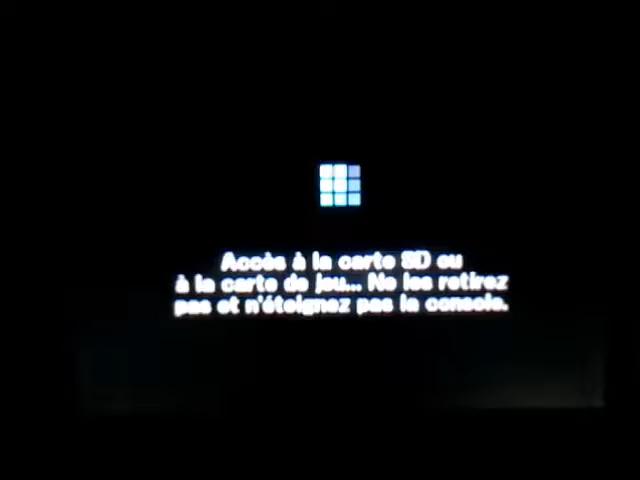 Accès à la carte SD ou
à la carte de jeu... Ne les retirez
pas et n'éteignez pas la console.